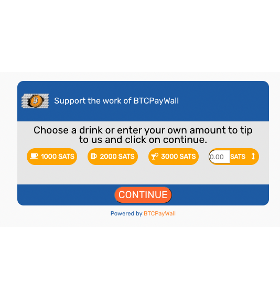 Support the work of BTCPayWall
Choose a drink or enter your own amount to tip
to us and click on continue.
1000 SATS
2000 SATS
3000 SATS
0.00 SATS
CONTINUE
Powered by BTCPayWall